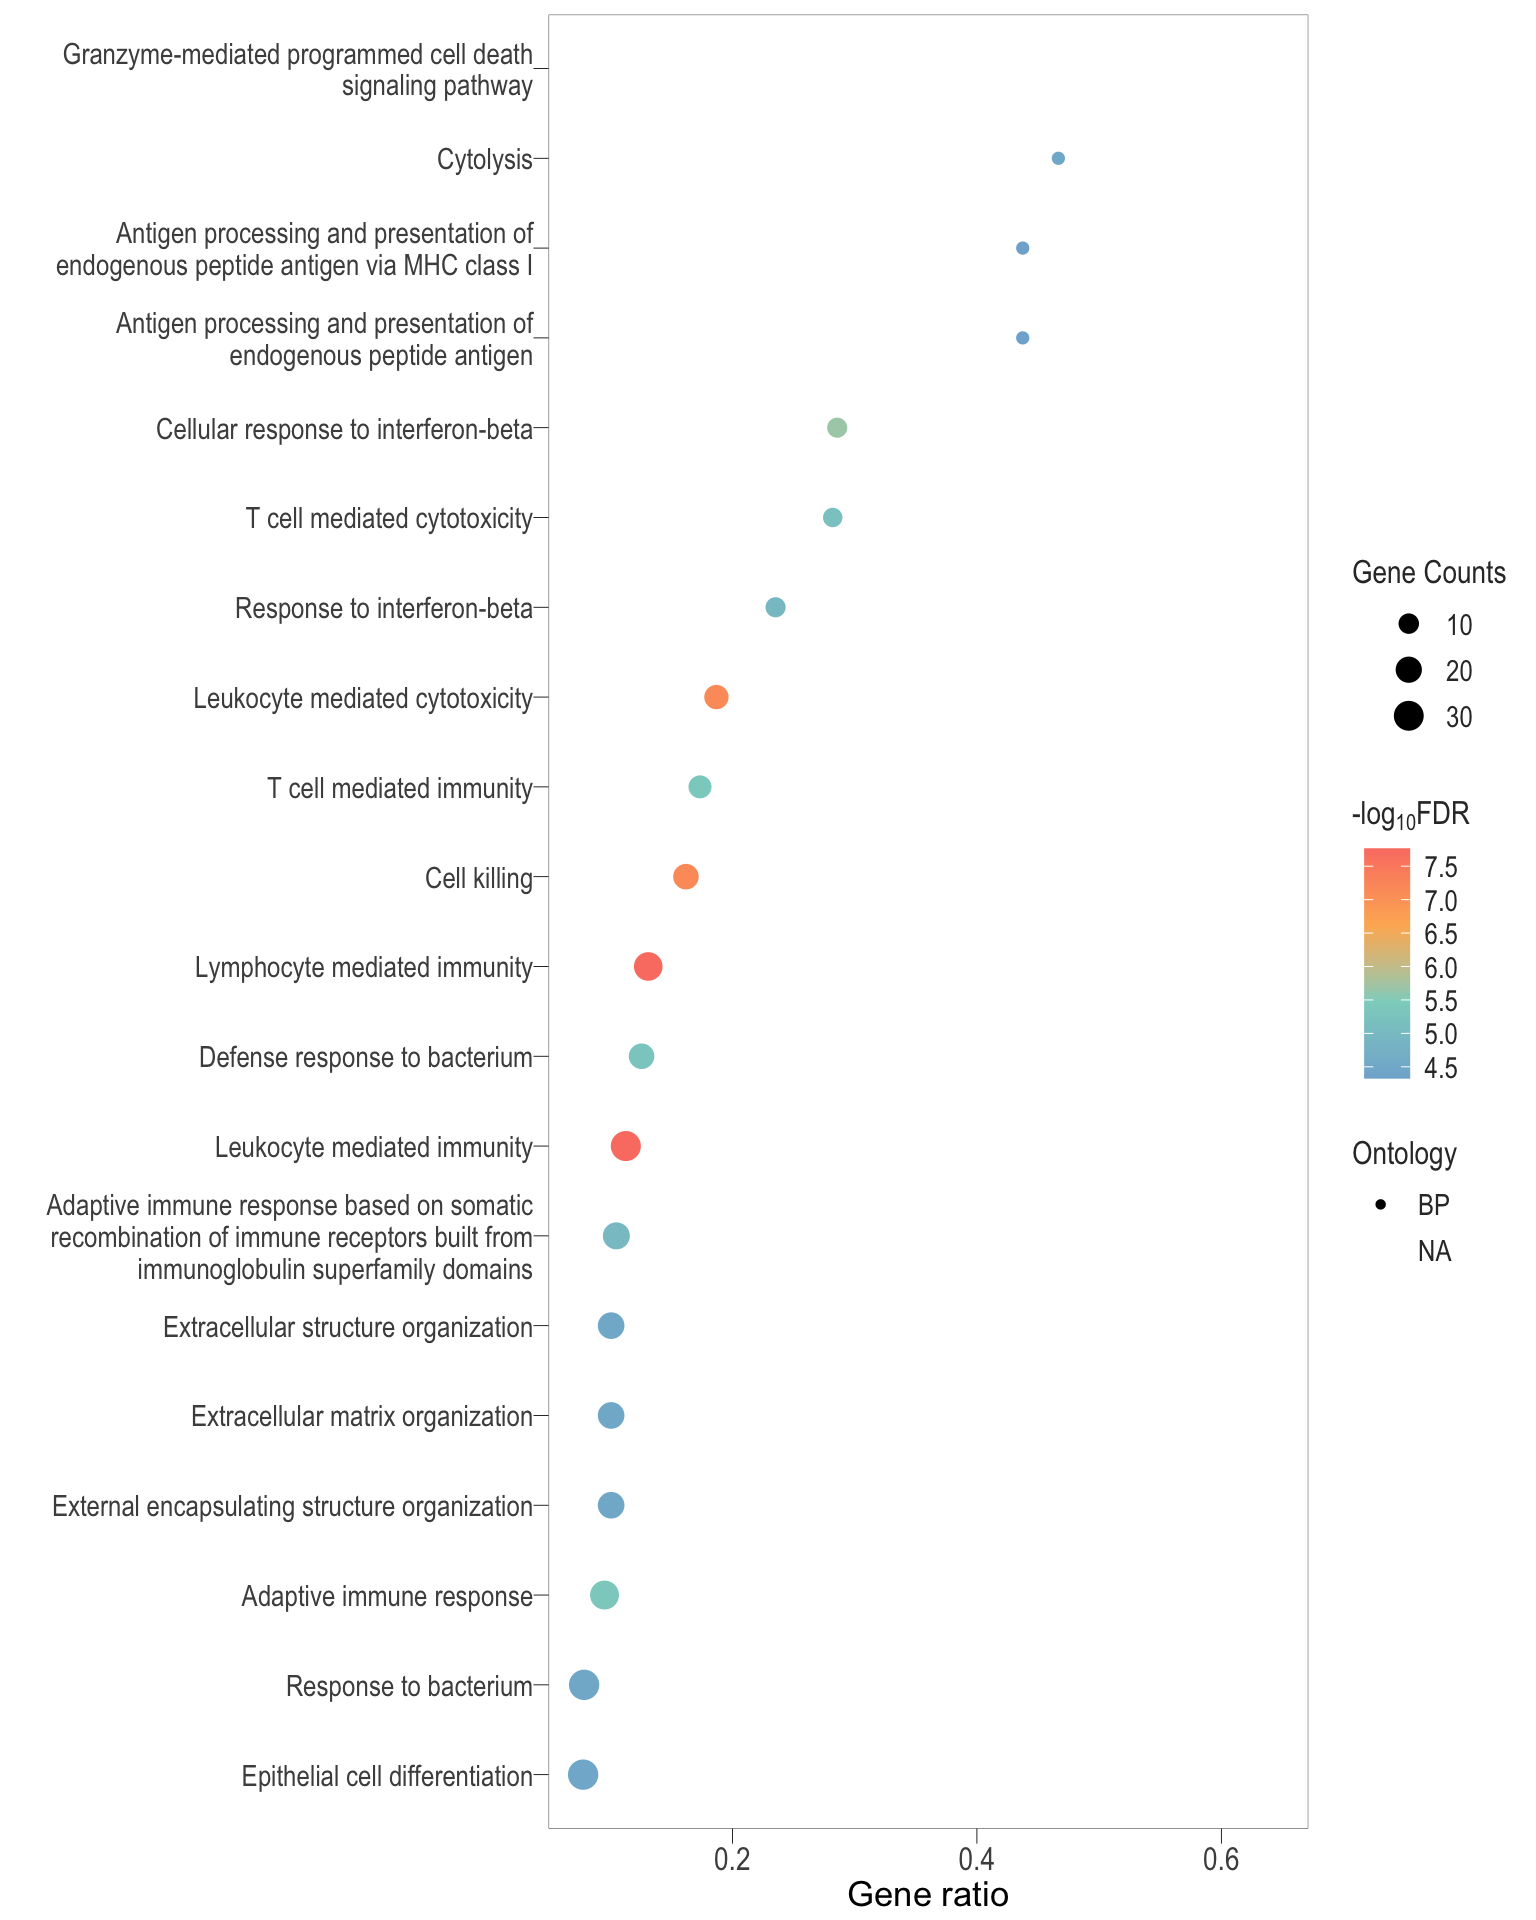 Granzyme-mediated programmed cell death
signaling pathway
Cytolysis
Antigen processing and presentation of
endogenous peptide antigen via MHC class I
Antigen processing and presentation of
endogenous peptide antigen
Cellular response to interferon-beta
T cell mediated cytotoxicity
Response to interferon-beta
Leukocyte mediated cytotoxicity
T cell mediated immunity
Cell killing
Lymphocyte mediated immunity
Defense response to bacterium
Leukocyte mediated immunity
Adaptive immune response based on somatic
recombination of immune receptors built from
immunoglobulin superfamily domains
Extracellular structure organization
Extracellular matrix organization
External encapsulating structure organization
Adaptive immune response
Response to bacterium
Epithelial cell differentiation
0.2 0.4 0.6
Gene ratio
Gene Counts
10
20
30
-log₁₀FDR
7.5
7.0
6.5
6.0
5.5
5.0
4.5
Ontology
BP
NA